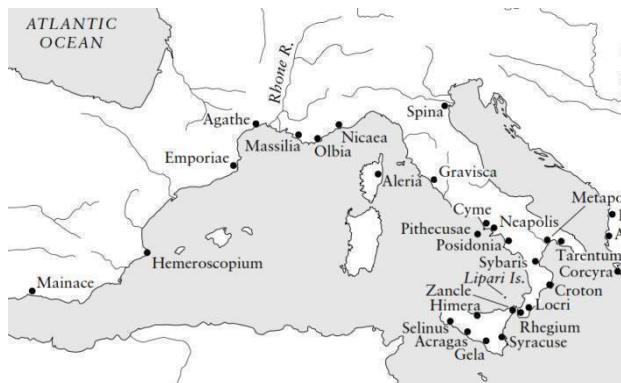 ATLANTIC
OCEAN
Rhone R.
Agathe
Massilia
Olbia
Nicaea
Spina
Emporiae
Aleria
Gravisca
Metapo
Cyme
Neapolis
Pithecusae
Posidonia
Hemeroscopium
Mainace
Sybaris
Tarentum
Corcyra
Lipari Is.
Croton
Zancle
Himera
Locri
Rhegium
Selinus
Acragas
Gela
Syracuse
A